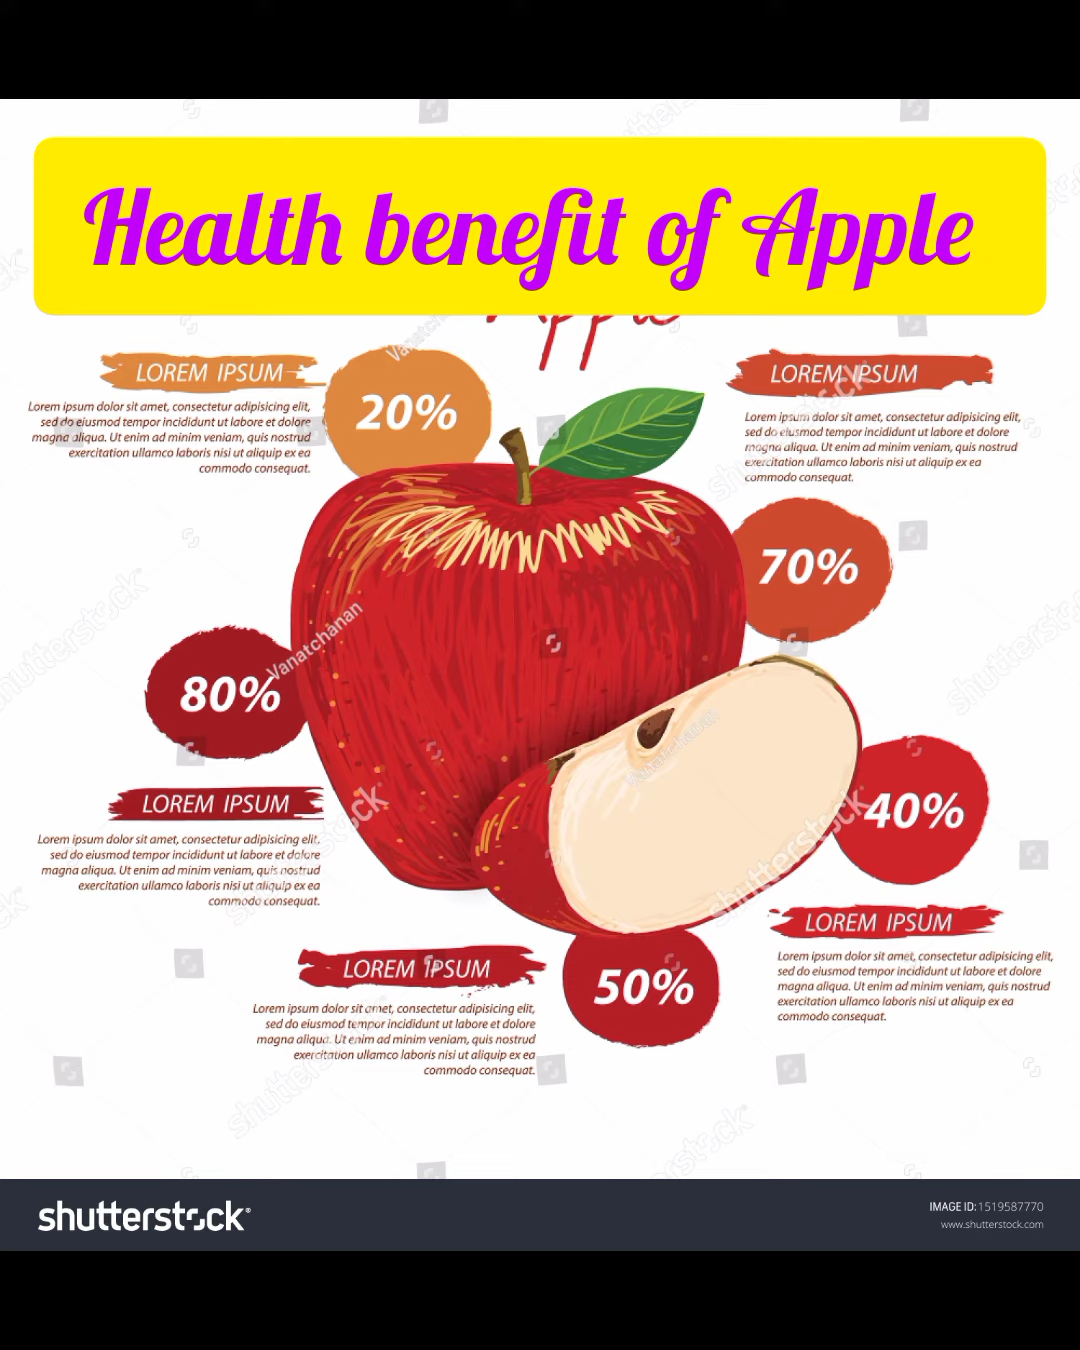 Health benefit of Apple
LOREM IPSUM
Lorem ipsum dolor sit amet, consectetur adipisicing elit,
sed do eiusmod tempor incididunt ut labore et dolore
magna aliqua. Ut enim ad minim veniam, quis nostrud
exercitation ullamco laboris nisi ut aliquip ex ea
commodo consequat.
20%
LOREM IPSUM
Lorem ipsum dolor sit amet, consectetur adipisicing elit,
sed do eiusmod tempor incididunt ut labore et dolore
magna aliqua. Ut enim ad minim veniam, quis nostrud
exercitation ullamco laboris nisi ut aliquip ex ea
commodo consequat.
70%
80%
LOREM IPSUM
Lorem ipsum dolor sit amet, consectetur adipisicing elit,
sed do eiusmod tempor incididunt ut labore et dolore
magna aliqua. Ut enim ad minim veniam, quis nostrud
exercitation ullamco laboris nisi ut aliquip ex ea
commodo consequat.
40%
LOREM IPSUM
Lorem ipsum dolor sit amet, consectetur adipisicing elit,
sed do eiusmod tempor incididunt ut labore et dolore
magna aliqua. Ut enim ad minim veniam, quis nostrud
exercitation ullamco laboris nisi ut aliquip ex ea
commodo consequat.
LOREM IPSUM
Lorem ipsum dolor sit amet, consectetur adipisicing elit,
sed do eiusmod tempor incididunt ut labore et dolore
magna aliqua. Ut enim ad minim veniam, quis nostrud
exercitation ullamco laboris nisi ut aliquip ex ea
commodo consequat.
50%
Vanatchanan
shutterstock
shutterstock®
IMAGE ID: 1519587770
www.shutterstock.com